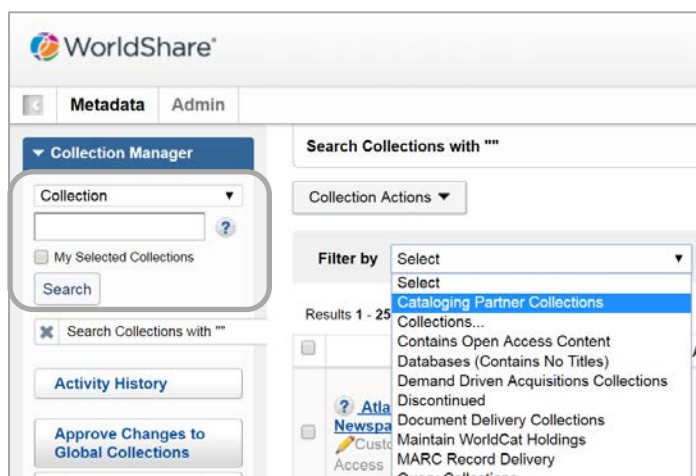 WorldShare®
Metadata Admin
Collection Manager
Collection
?
My Selected Collections
Search
Search Collections with ""
Activity History
Approve Changes to
Global Collections
Search Collections with ""
Collection Actions
Filter by Select
Select
Cataloging Partner Collections
Collections...
Contains Open Access Content
Databases (Contains No Titles)
Demand Driven Acquisitions Collections
Discontinued
Document Delivery Collections
Maintain WorldCat Holdings
MARC Record Delivery
Results 1 - 25
? Atla
Newspa
Custo
Access